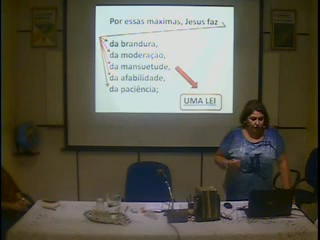 Por essas máximas, Jesus faz
da brandura,
da moderação,
da mansuetude,
da afabilidade,
da paciência;
UMA LEI